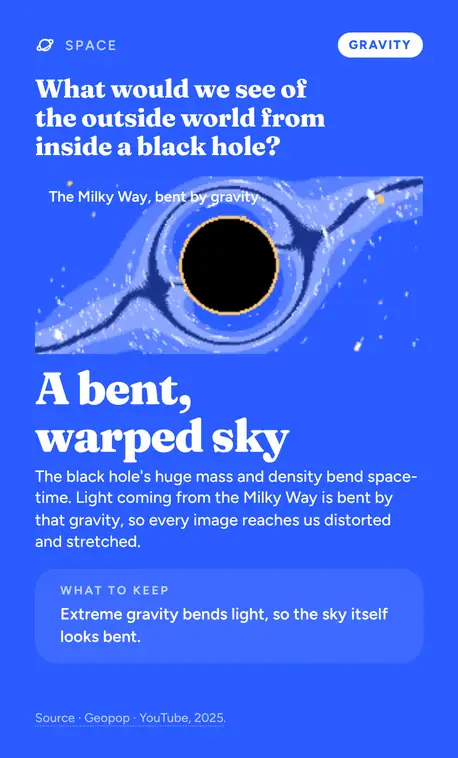 SPACE
GRAVITY
What would we see of
the outside world from
inside a black hole?
The Milky Way, bent by gravity
A bent,
warped sky
The black hole's huge mass and density bend space-
time. Light coming from the Milky Way is bent by
that gravity, so every image reaches us distorted
and stretched.
WHAT TO KEEP
Extreme gravity bends light, so the sky itself
looks bent.
Source · Geopop · YouTube, 2025.